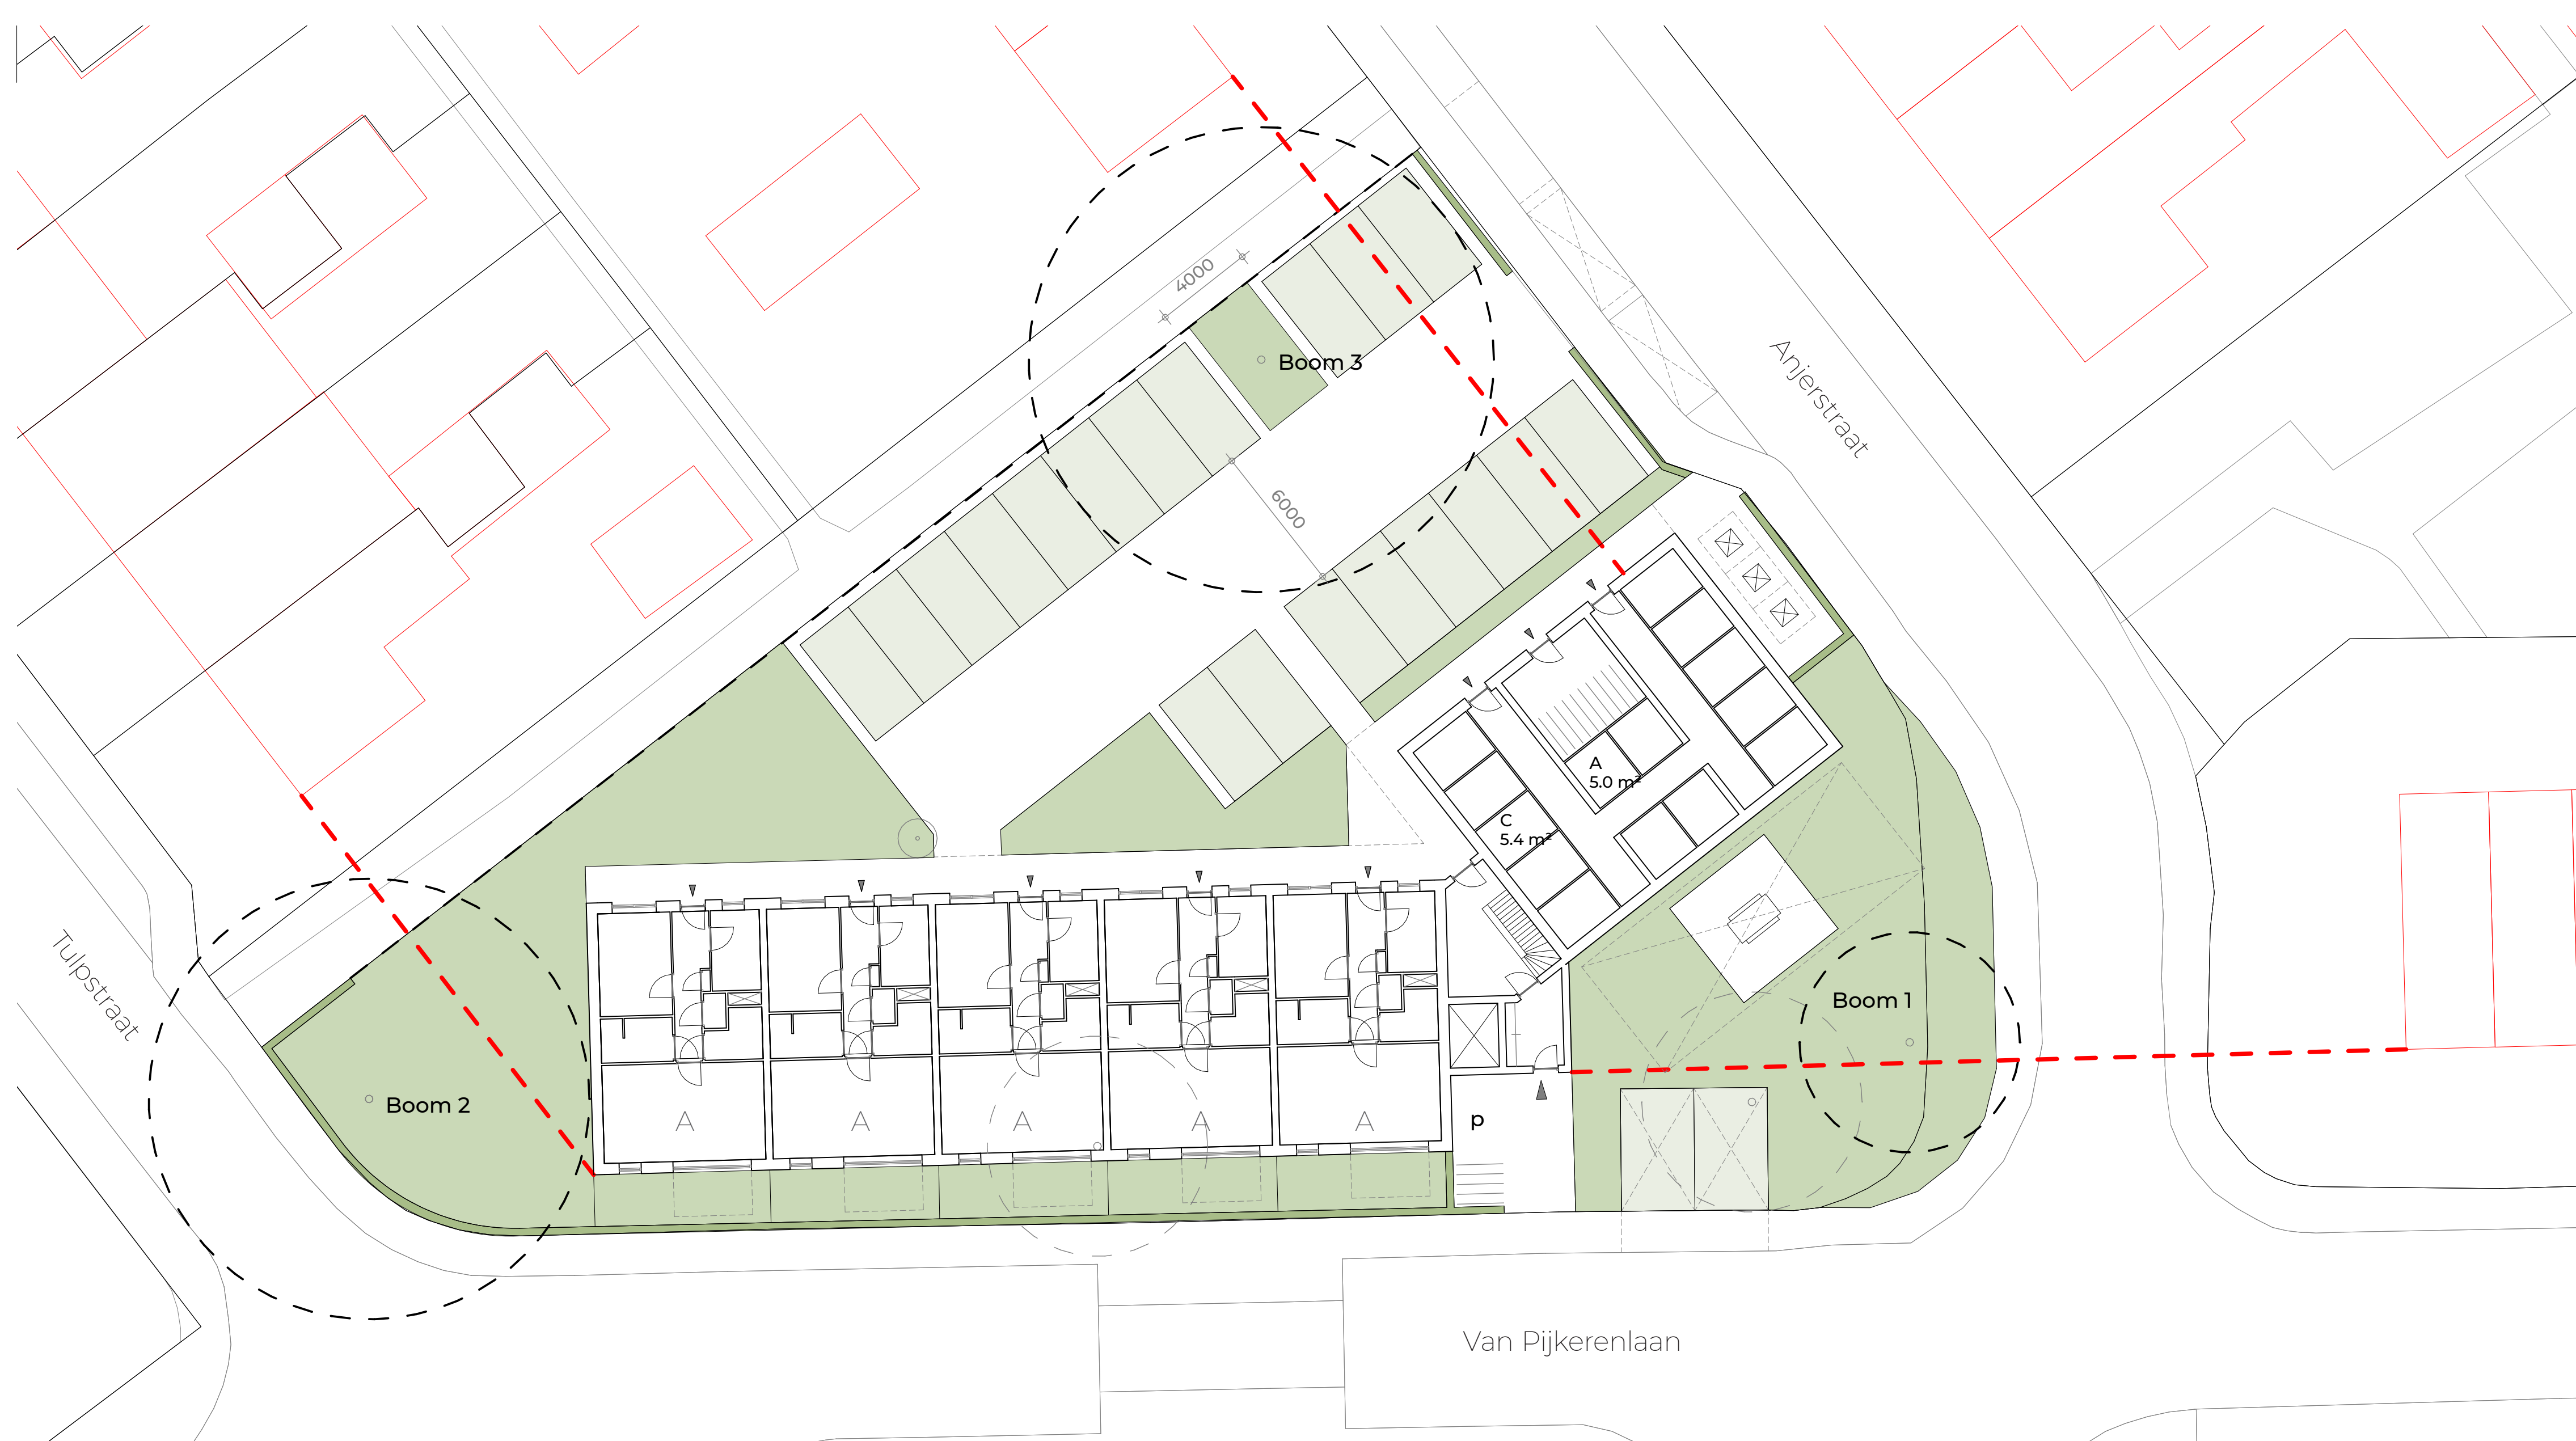 4000
Boom 3
Anjerstraat
6000
A
5.0 m²
C
5.4 m²
Tulpstraat
Boom 1
Boom 2
A
A
A
A
A
p
Van Pijkerenlaan